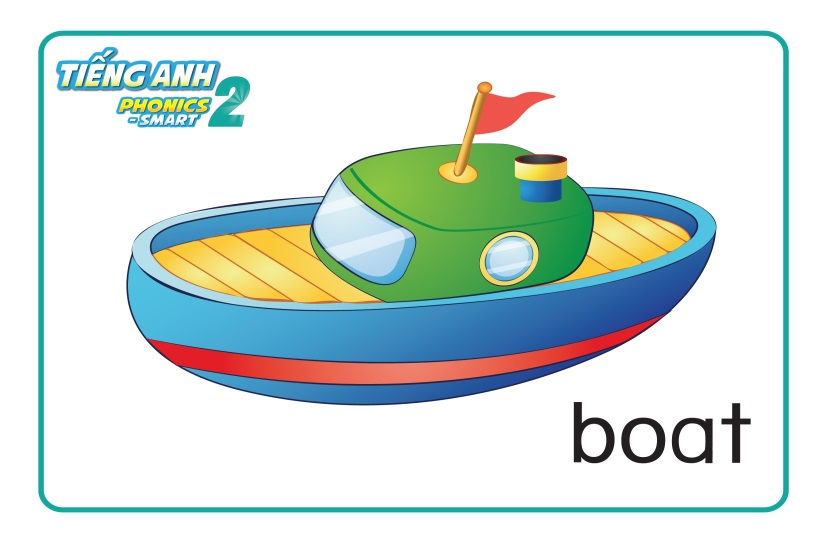 TIẾNG ANH
PHONICS 2
-SMART
boat